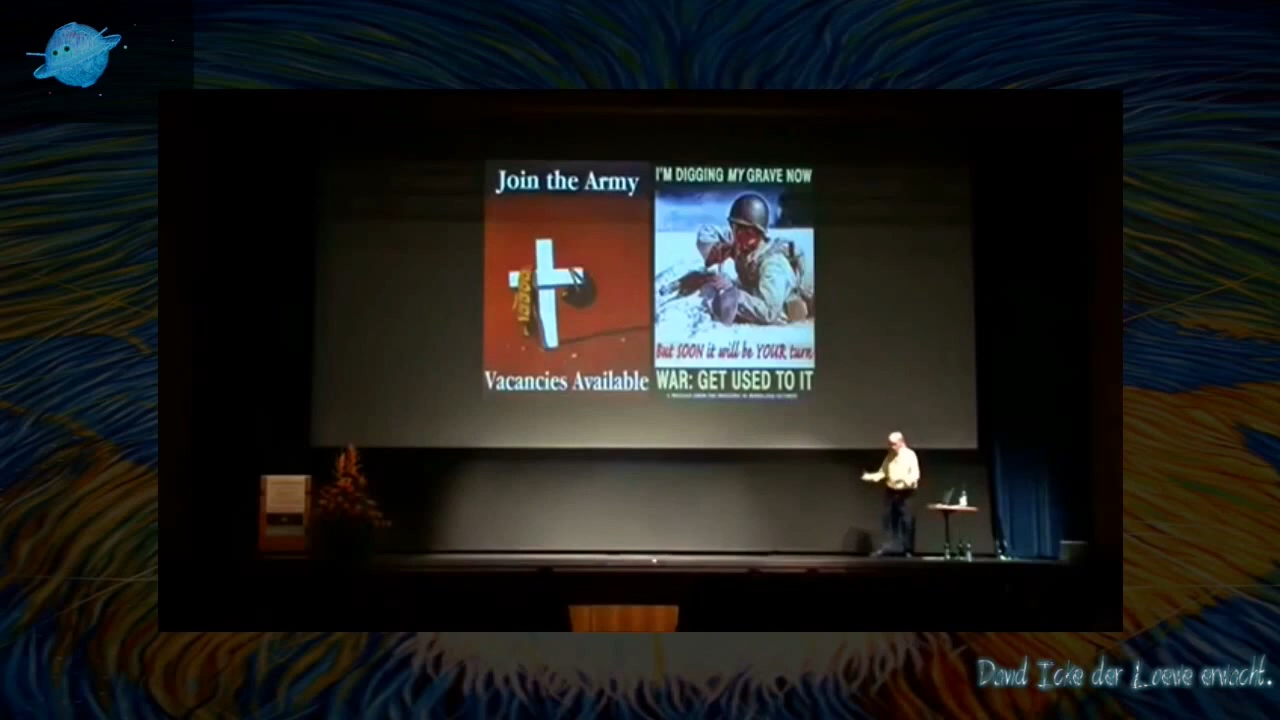 Join the Army
Vacancies Available
I'M DIGGING MY GRAVE NOW
But SOON it will be YOUR turn
WAR: GET USED TO IT
David Icke der Loewe erwacht.